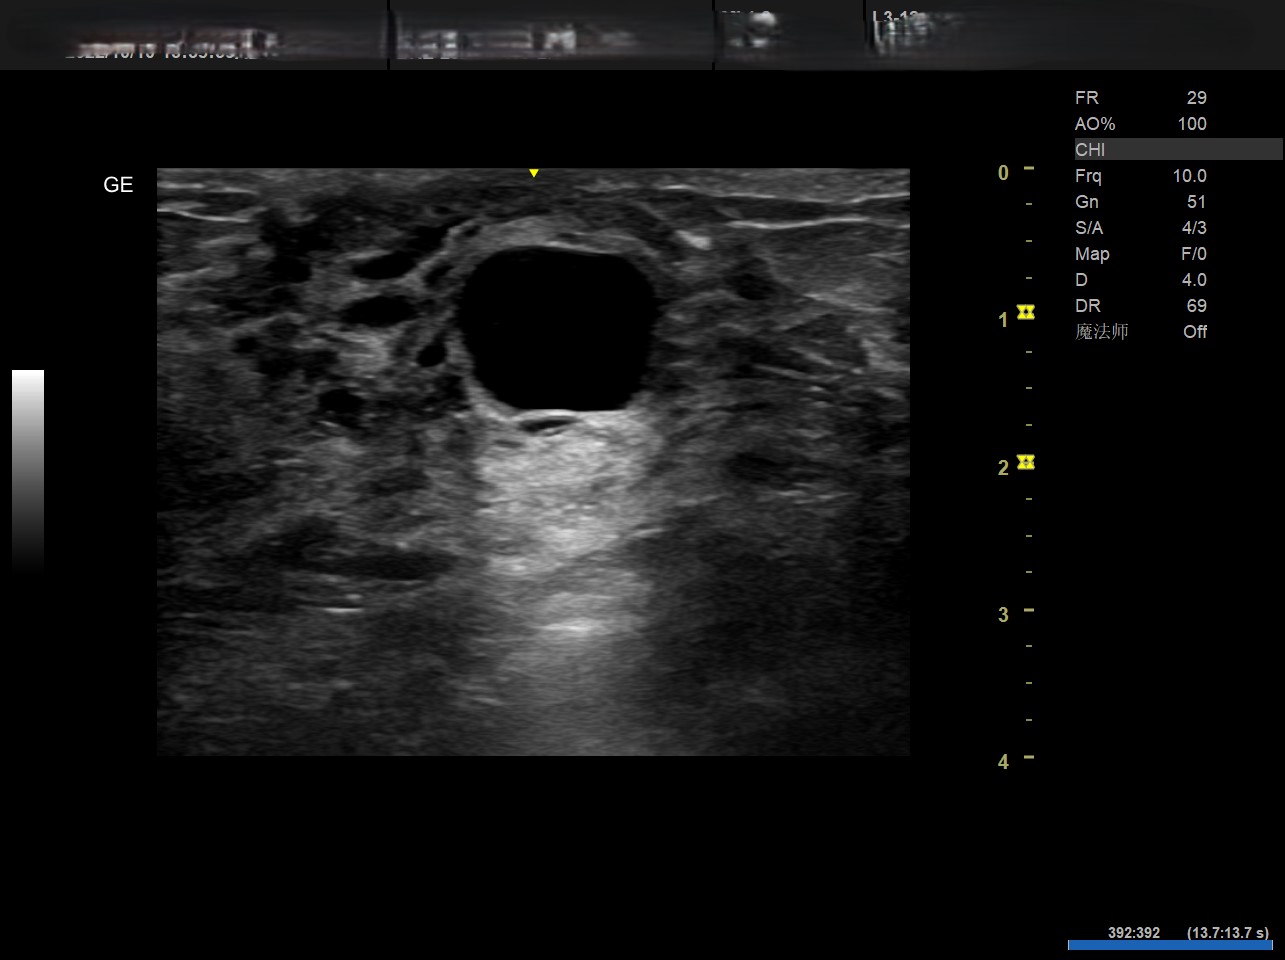 GE
FR 29
AO% 100
CHI
Frq 10.0
Gn 51
S/A 4/3
Map F/0
D 4.0
DR 69
魔法师 Off
0
1
2
3
4
392:392 (13.7:13.7 s)